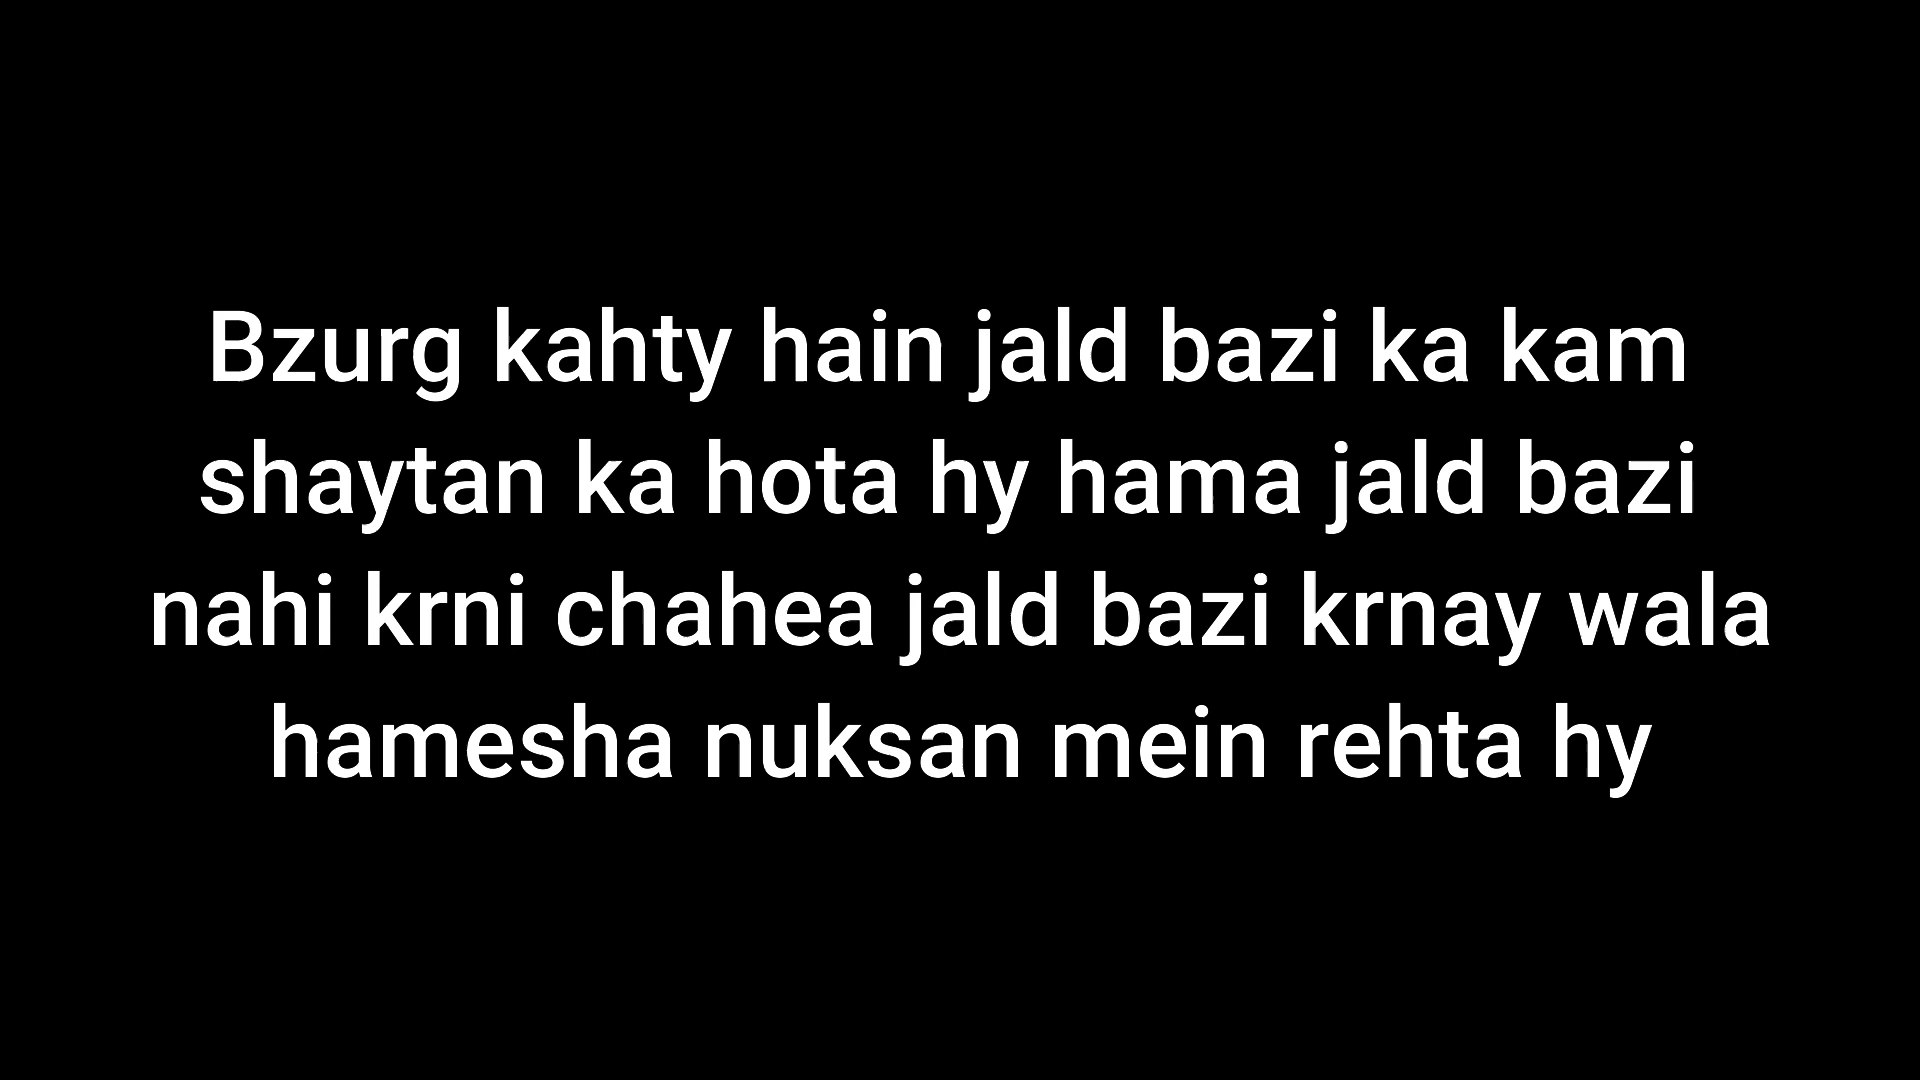 Bzurg kahty hain jald bazi ka kam
shaytan ka hota hy hama jald bazi
nahi krni chahea jald bazi krnay wala
hamesha nuksan mein rehta hy